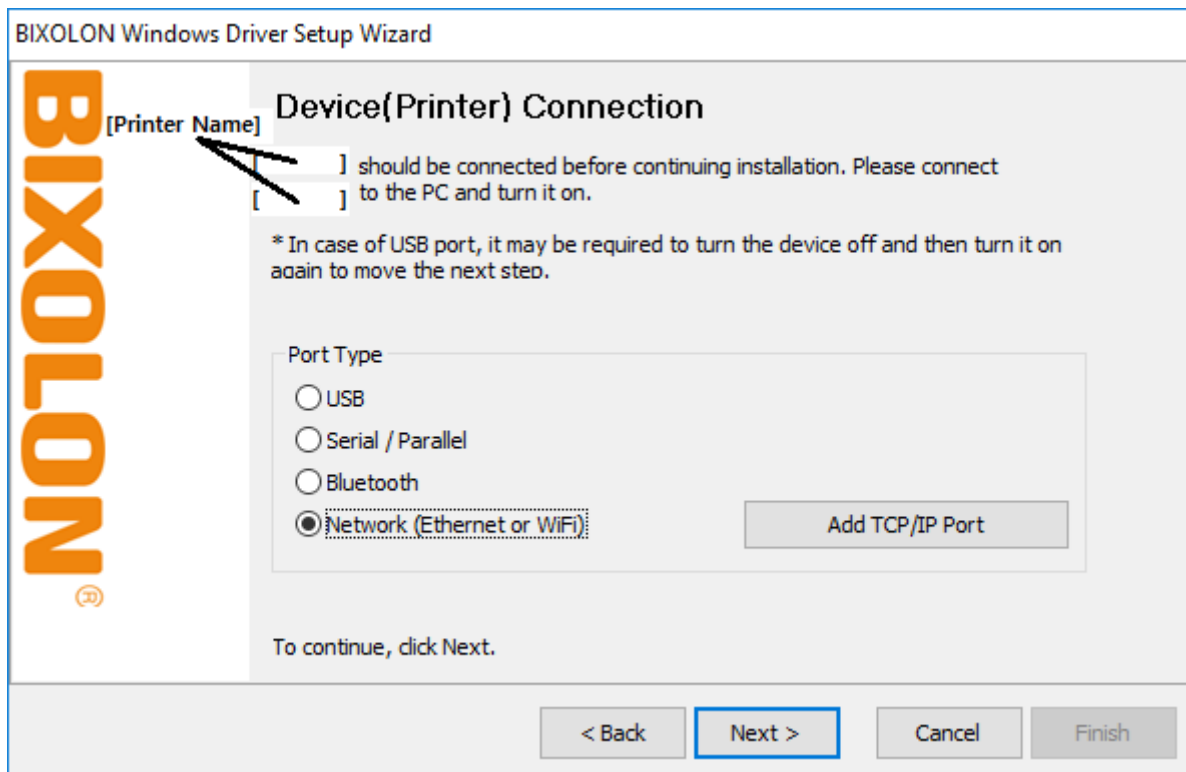 BIXOLON Windows Driver Setup Wizard
BIXOLON®
Device(Printer) Connection
[Printer Name]
[ ] should be connected before continuing installation. Please connect
[ ] to the PC and turn it on.
* In case of USB port, it may be required to turn the device off and then turn it on
again to move the next step.
Port Type
USB
Serial / Parallel
Bluetooth
Network (Ethernet or WiFi)
Add TCP/IP Port
To continue, click Next.
< Back
Next >
Cancel
Finish